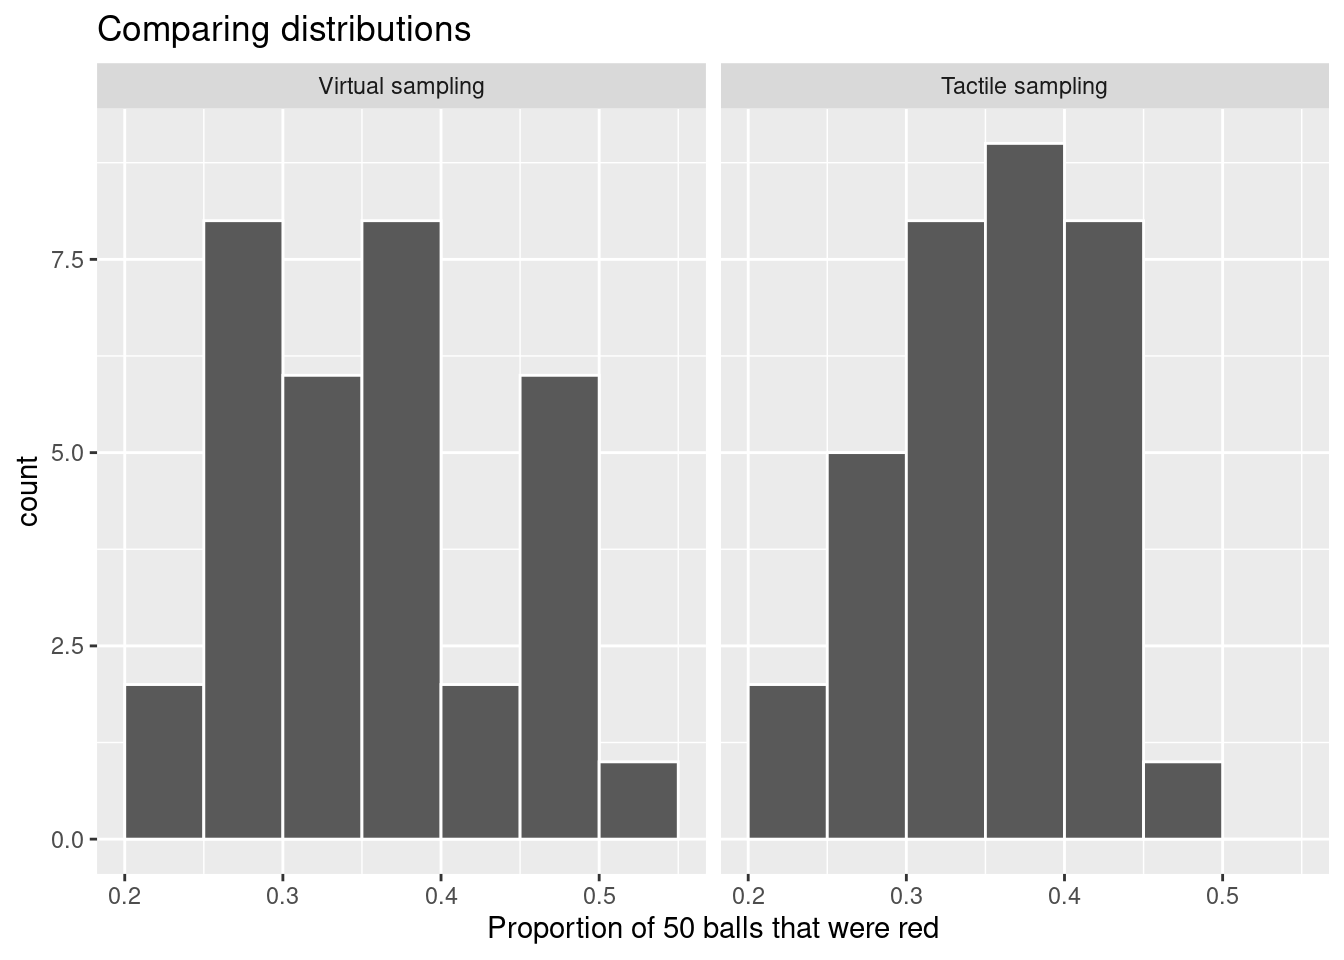 Comparing distributions
Virtual sampling
Tactile sampling
7.5
5.0
2.5
0.0
count
0.2 0.3 0.4 0.5
0.2 0.3 0.4 0.5
Proportion of 50 balls that were red